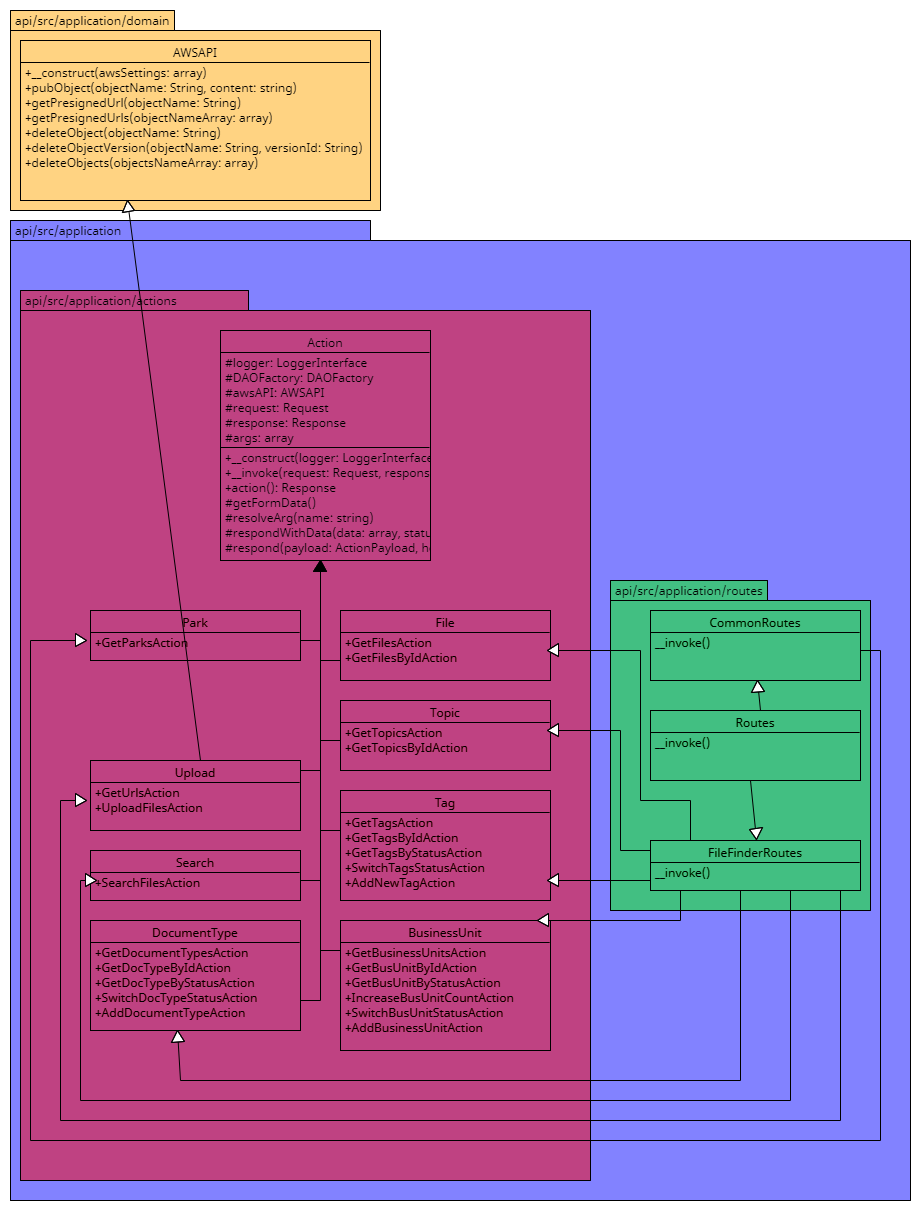 api/src/application/domain
AWSAPI
+__construct(awsSettings: array)
+pubObject(objectName: String, content: string)
+getPresignedUrl(objectName: String)
+getPresignedUrls(objectNameArray: array)
+deleteObject(objectName: String)
+deleteObjectVersion(objectName: String, versionId: String)
+deleteObjects(objectsNameArray: array)
api/src/application
api/src/application/actions
Action
#logger: LoggerInterface
#DAOFactory: DAOFactory
#awsAPI: AWSAPI
#request: Request
#response: Response
#args: array
+__construct(logger: LoggerInterface
+__invoke(request: Request, respons
+action(): Response
#getFormData()
#resolveArg(name: string)
#respondWithData(data: array, statu
#respond(payload: ActionPayload, h
Park
+GetParksAction
File
+GetFilesAction
+GetFilesByIdAction
Topic
+GetTopicsAction
+GetTopicsByIdAction
Upload
+GetUrlsAction
+UploadFilesAction
Tag
+GetTagsAction
+GetTagsByIdAction
+GetTagsByStatusAction
+SwitchTagsStatusAction
+AddNewTagAction
Search
+SearchFilesAction
DocumentType
+GetDocumentTypesAction
+GetDocTypeByIdAction
+GetDocTypeByStatusAction
+SwitchDocTypeStatusAction
+AddDocumentTypeAction
BusinessUnit
+GetBusinessUnitsAction
+GetBusUnitByIdAction
+GetBusUnitByStatusAction
+IncreaseBusUnitCountAction
+SwitchBusUnitStatusAction
+AddBusinessUnitAction
api/src/application/routes
CommonRoutes
__invoke()
Routes
__invoke()
FileFinderRoutes
__invoke()